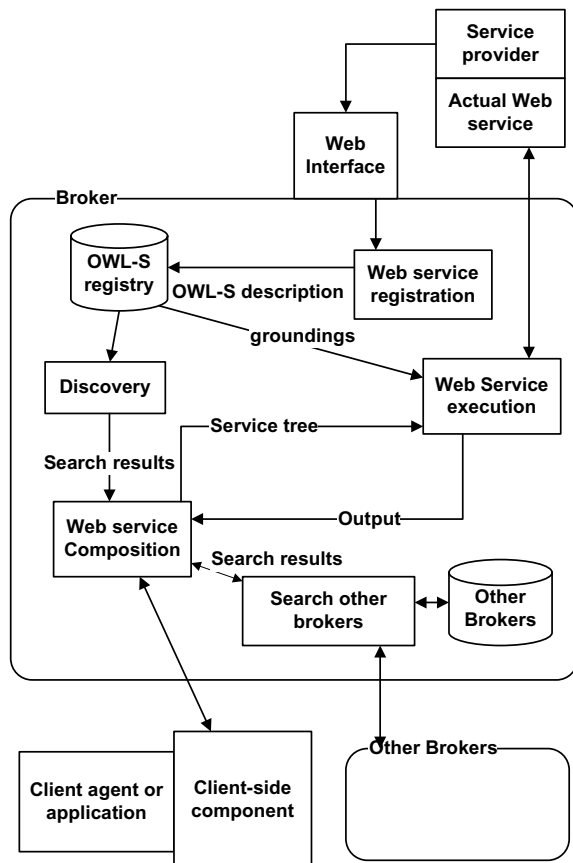 Service
provider
Actual Web
service
Web
Interface
Broker
OWL-S
registry
OWL-S description
Web service
registration
groundings
Discovery
Web Service
execution
Service tree
Search results
Web service
Composition
Output
Search results
Search other
brokers
Other
Brokers
Client agent or
application
Client-side
component
Other Brokers